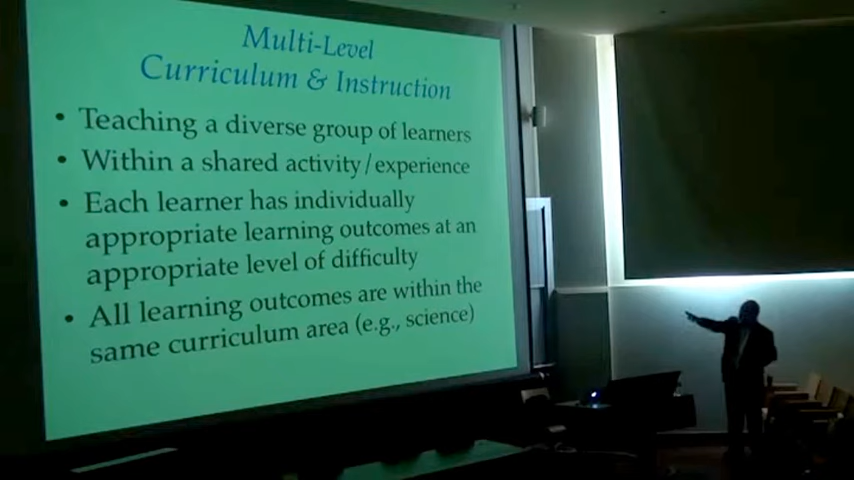 Multi-Level
Curriculum & Instruction
• Teaching a diverse group of learners
• Within a shared activity/experience
• Each learner has individually
appropriate learning outcomes at an
appropriate level of difficulty
• All learning outcomes are within the
same curriculum area (e.g., science)